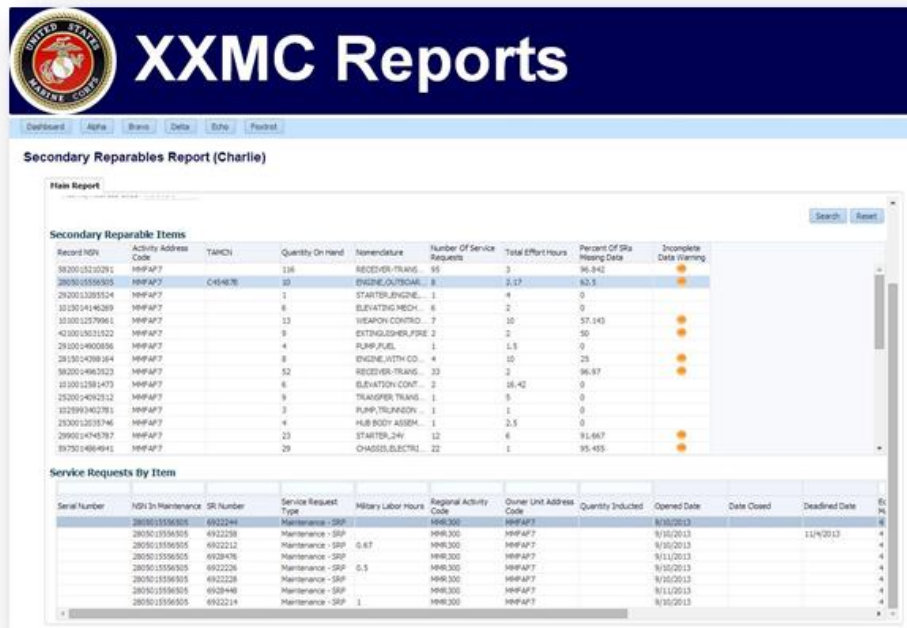 UNITED STATES
MARINE CORPS
XXMC Reports
Dashboard Alpha Bravo Delta Echo Foxtrot
Secondary Reparables Report (Charlie)
Main Report
Search Reset
Secondary Reparable Items
Record NSN Activity Address Code TAMCN Quantity On Hand Nomenclature Number Of Service Requests Total Effort Hours Percent Of SRs Missing Data Incomplete Data Warning
5820015210291 MMFAF7 116 RECEIVER-TRANS... 95 3 96.842
2805015556505 MMFAF7 C45487B 10 ENGINE,OUTBOAR... 8 2.17 62.5
2920013285524 MMFAF7 1 STARTER,ENGINE,... 1 4 0
1015014146269 MMFAF7 6 ELEVATING MECH... 6 2 0
1010012579961 MMFAF7 13 WEAPON CONTRO... 7 10 57.143
4210015031522 MMFAF7 9 EXTINGUISHER,FIRE 2 2 50
2910014900856 MMFAF7 4 PUMP,FUEL 1 1.5 0
2815014398164 MMFAF7 8 ENGINE,WITH CO... 4 10 25
5820014963523 MMFAF7 52 RECEIVER-TRANS... 33 2 96.97
1010012581473 MMFAF7 6 ELEVATION CONT... 2 16.42 0
2520014092512 MMFAF7 9 TRANSFER TRANS... 1 5 0
1025993402781 MMFAF7 3 PUMP,TRUNNION ... 1 1 0
2530012035746 MMFAF7 4 HUB BODY ASSEM... 1 2.5 0
2990014745787 MMFAF7 23 STARTER,24V 12 6 91.667
5975014864941 MMFAF7 29 CHASSIS,ELECTRI... 22 1 95.455
Service Requests By Item
Serial Number NSN In Maintenance SR Number Service Request Type Military Labor Hours Regional Activity Code Owner Unit Address Code Quantity Inducted Opened Date Date Closed Deadlined Date
2805015556505 6922244 Maintenance - SRP MMR300 MMFAF7 9/10/2013
2805015556505 6922258 Maintenance - SRP MMR300 MMFAF7 9/10/2013 11/4/2013 4
2805015556505 6922212 Maintenance - SRP 0.67 MMR300 MMFAF7 9/10/2013 4
2805015556505 6928476 Maintenance - SRP MMR300 MMFAF7 9/11/2013 4
2805015556505 6922226 Maintenance - SRP 0.5 MMR300 MMFAF7 9/10/2013 4
2805015556505 6922228 Maintenance - SRP MMR300 MMFAF7 9/10/2013 4
2805015556505 6928448 Maintenance - SRP MMR300 MMFAF7 9/11/2013 4
2805015556505 6922214 Maintenance - SRP 1 MMR300 MMFAF7 9/10/2013 4